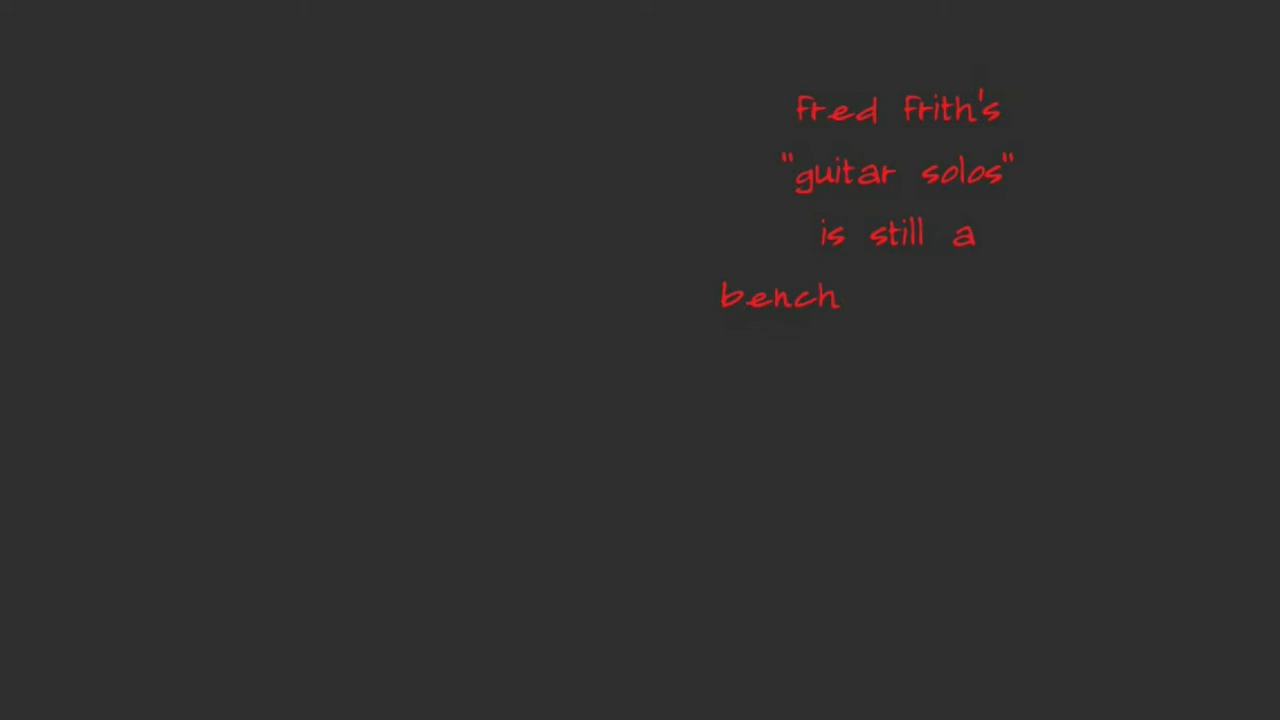 fred frith's
"guitar solos"
is still a
bench